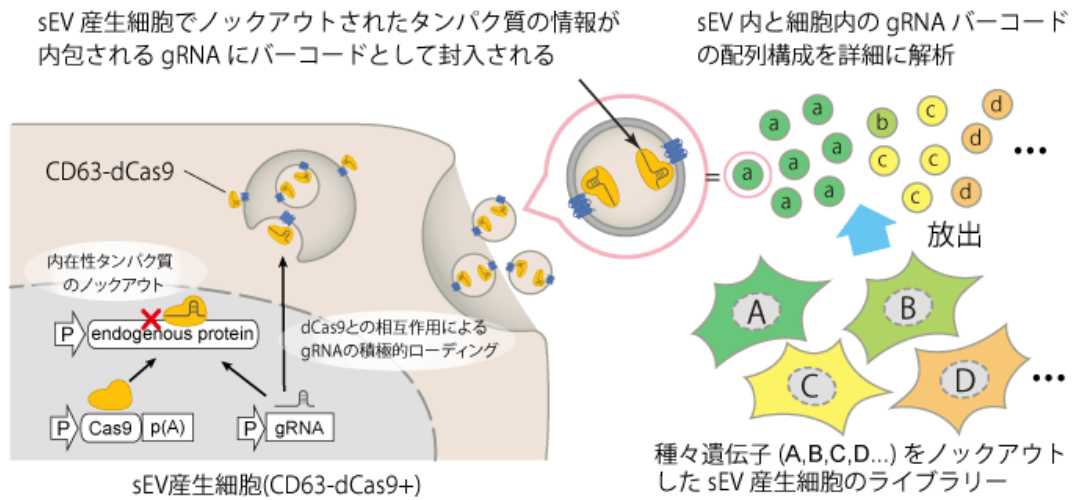 sEV 産生細胞でノックアウトされたタンパク質の情報が
内包される gRNA にバーコードとして封入される
sEV 内と細胞内の gRNA バーコード
の配列構成を詳細に解析
CD63-dCas9
内在性タンパク質
のノックアウト
P endogenous protein
dCas9との相互作用による
gRNAの積極的ローディング
P Cas9 p(A)
P gRNA
sEV産生細胞(CD63-dCas9+)
= a
a a b c d
a a a c c d
a a c d
•••
放出
A B
C D •••
種々遺伝子 (A,B,C,D...) をノックアウト
した sEV 産生細胞のライブラリー